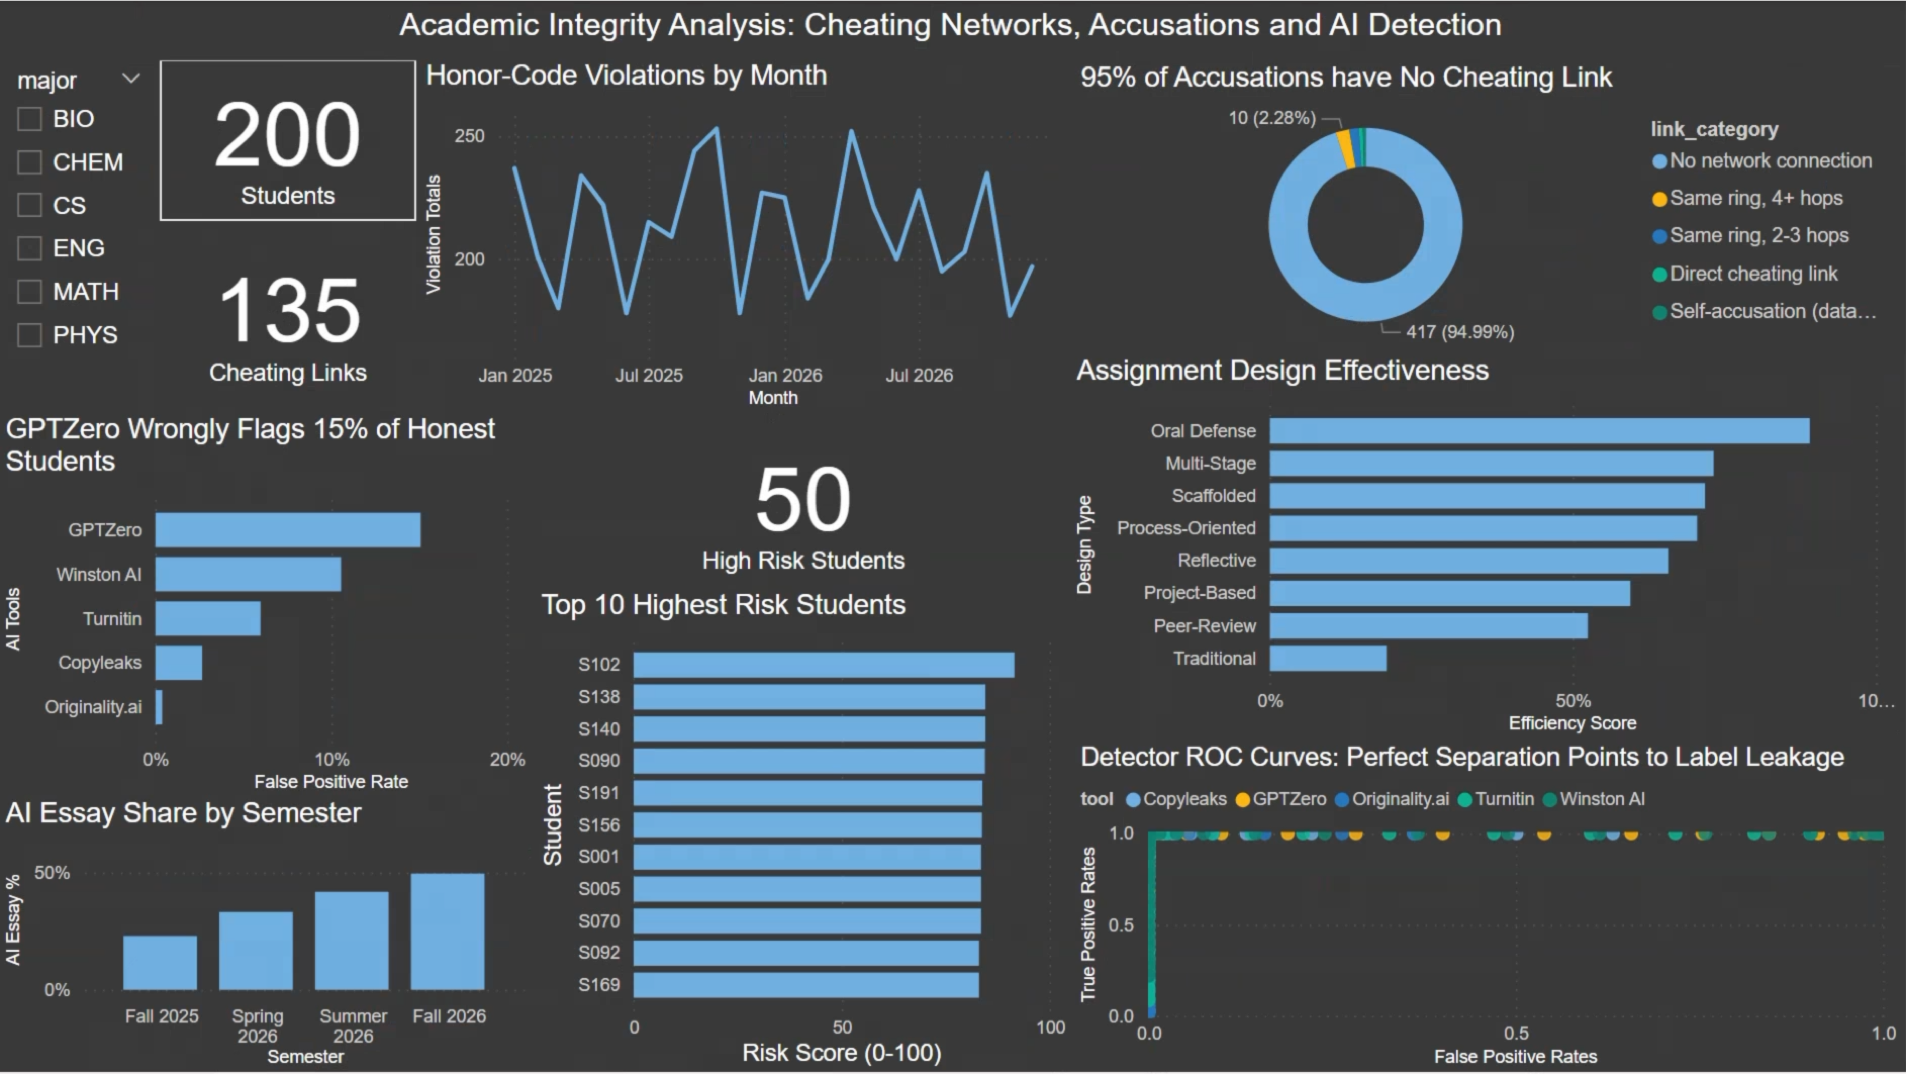 Academic Integrity Analysis: Cheating Networks, Accusations and AI Detection
major
BIO
CHEM
CS
ENG
MATH
PHYS
200
Students
135
Cheating Links
Honor-Code Violations by Month
Violation Totals
250
200
Jan 2025
Jul 2025
Jan 2026
Jul 2026
Month
95% of Accusations have No Cheating Link
10 (2.28%)
417 (94.99%)
link_category
No network connection
Same ring, 4+ hops
Same ring, 2-3 hops
Direct cheating link
Self-accusation (data…
GPTZero Wrongly Flags 15% of Honest
Students
AI Tools
GPTZero
Winston AI
Turnitin
Copyleaks
Originality.ai
0%
10%
20%
False Positive Rate
50
High Risk Students
Assignment Design Effectiveness
Design Type
Oral Defense
Multi-Stage
Scaffolded
Process-Oriented
Reflective
Project-Based
Peer-Review
Traditional
0%
50%
10…
Efficiency Score
AI Essay Share by Semester
AI Essay %
50%
0%
Fall 2025
Spring
2026
Summer
2026
Fall 2026
Semester
Top 10 Highest Risk Students
Student
S102
S138
S140
S090
S191
S156
S001
S005
S070
S092
S169
0
50
100
Risk Score (0-100)
Detector ROC Curves: Perfect Separation Points to Label Leakage
tool
Copyleaks
GPTZero
Originality.ai
Turnitin
Winston AI
True Positive Rates
1.0
0.5
0.0
0.0
0.5
1.0
False Positive Rates